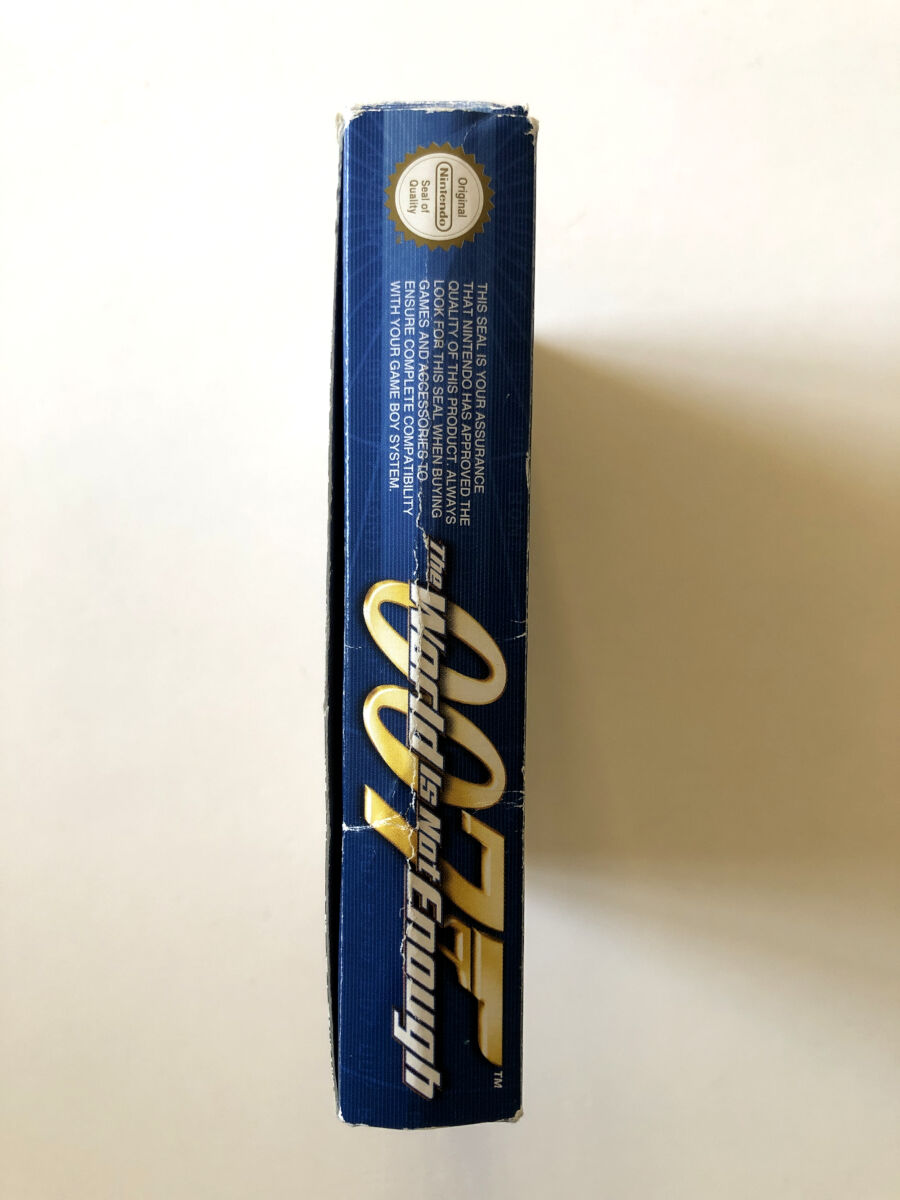 Original
Nintendo
Seal of
Quality
TM
THIS SEAL IS YOUR ASSURANCE
THAT NINTENDO HAS APPROVED THE
QUALITY OF THIS PRODUCT. ALWAYS
LOOK FOR THIS SEAL WHEN BUYING
GAMES AND ACCESSORIES TO
ENSURE COMPLETE COMPATIBILITY
WITH YOUR GAME BOY SYSTEM.
007
TM
The World Is Not Enough